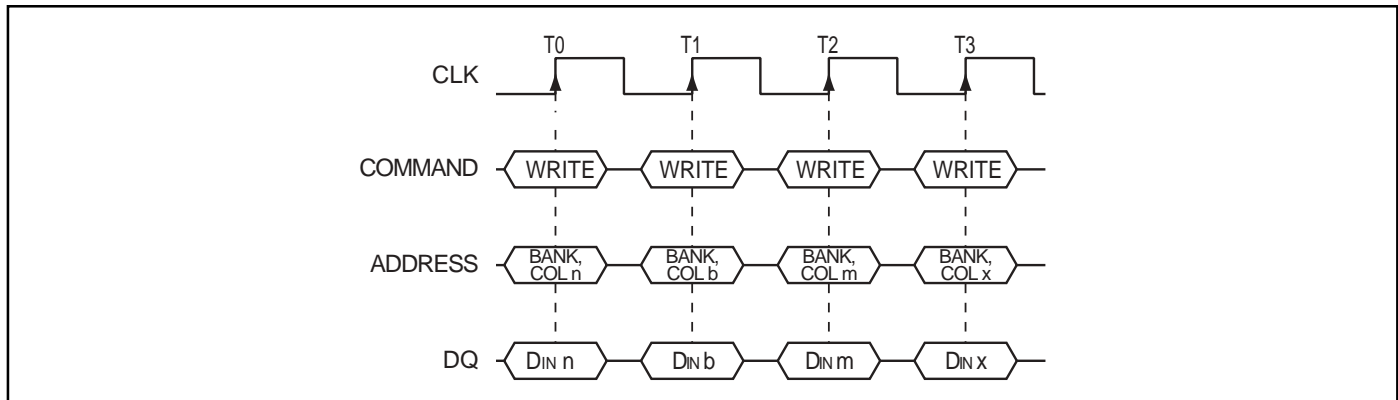 T0 T1 T2 T3
CLK
COMMAND WRITE WRITE WRITE WRITE
ADDRESS BANK, COL n BANK, COL b BANK, COL m BANK, COL x
DQ DIN n DIN b DIN m DIN x